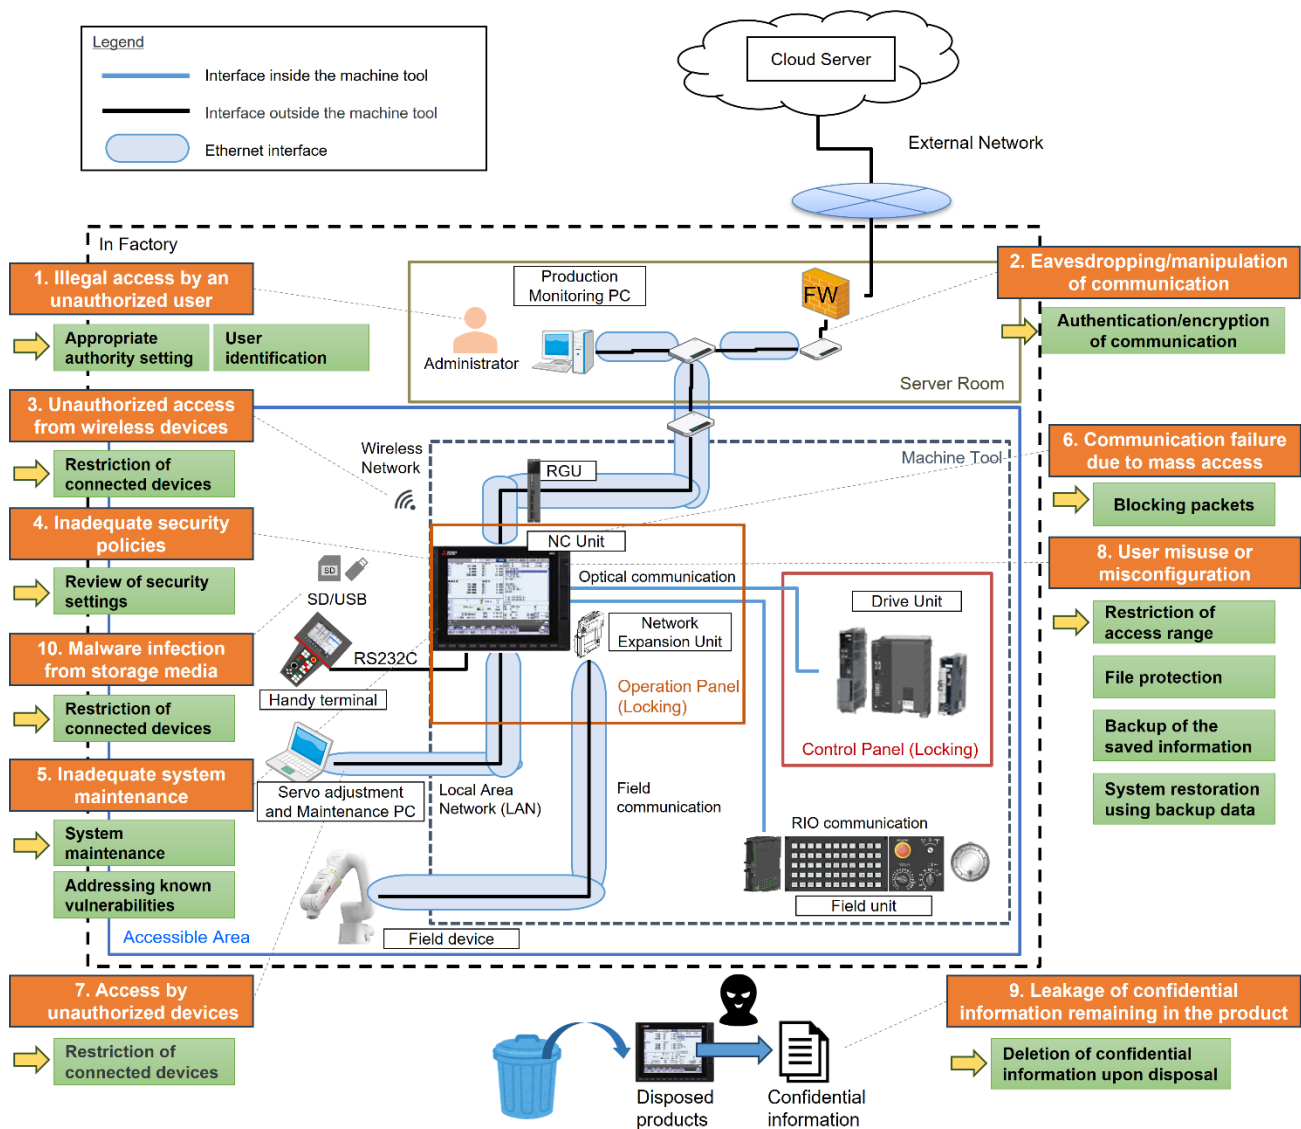 Legend
Interface inside the machine tool
Interface outside the machine tool
Ethernet interface
Cloud Server
External Network
In Factory
1. Illegal access by an
unauthorized user
Appropriate
authority setting
User
identification
Production
Monitoring PC
Administrator
FW
Server Room
2. Eavesdropping/manipulation
of communication
Authentication/encryption
of communication
3. Unauthorized access
from wireless devices
Restriction of
connected devices
Wireless
Network
RGU
Machine Tool
6. Communication failure
due to mass access
Blocking packets
4. Inadequate security
policies
Review of security
settings
NC Unit
Optical communication
8. User misuse or
misconfiguration
Restriction of
access range
File protection
Backup of the
saved information
System restoration
using backup data
SD
SD/USB
10. Malware infection
from storage media
Restriction of
connected devices
RS232C
Handy terminal
Network
Expansion Unit
Operation Panel
(Locking)
Drive Unit
Control Panel (Locking)
5. Inadequate system
maintenance
System
maintenance
Addressing known
vulnerabilities
Servo adjustment
and Maintenance PC
Local Area
Network (LAN)
Field
communication
RIO communication
Field unit
Field device
Accessible Area
7. Access by
unauthorized devices
Restriction of
connected devices
Disposed
products
Confidential
information
9. Leakage of confidential
information remaining in the product
Deletion of confidential
information upon disposal